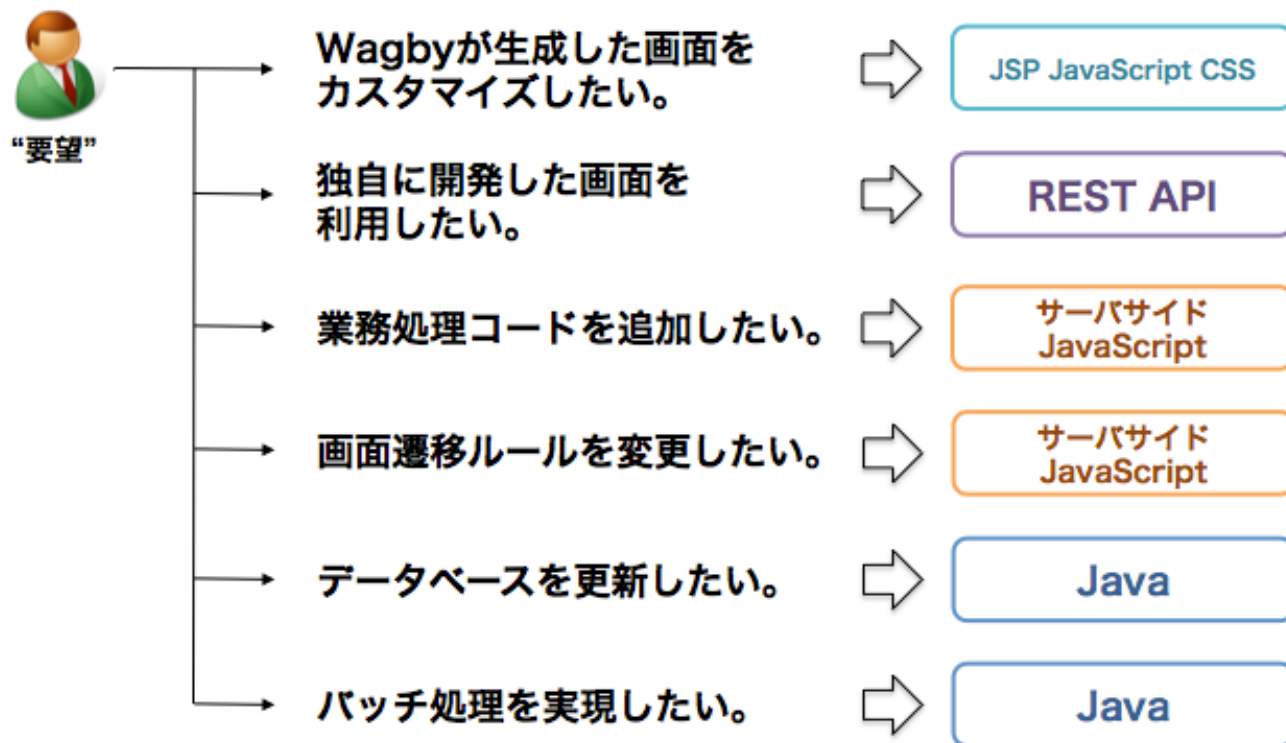 “要望”
Wagbyが生成した画面を
カスタマイズしたい。
JSP JavaScript CSS
独自に開発した画面を
利用したい。
REST API
業務処理コードを追加したい。
サーバサイド
JavaScript
画面遷移ルールを変更したい。
サーバサイド
JavaScript
データベースを更新したい。
Java
バッチ処理を実現したい。
Java